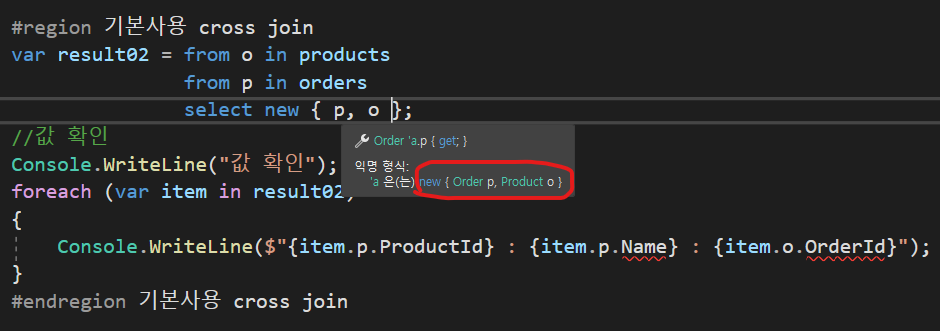 #region 기본사용 cross join
var result02 = from o in products
from p in orders
select new { p, o };
//값 확인
Order 'a.p { get; }
Console.WriteLine("값 확인");
익명 형식:
'a 은(는) new { Order p, Product o }
foreach (var item in result02)
{
Console.WriteLine($"{item.p.ProductId} : {item.p.Name} : {item.o.OrderId}");
}
#endregion 기본사용 cross join